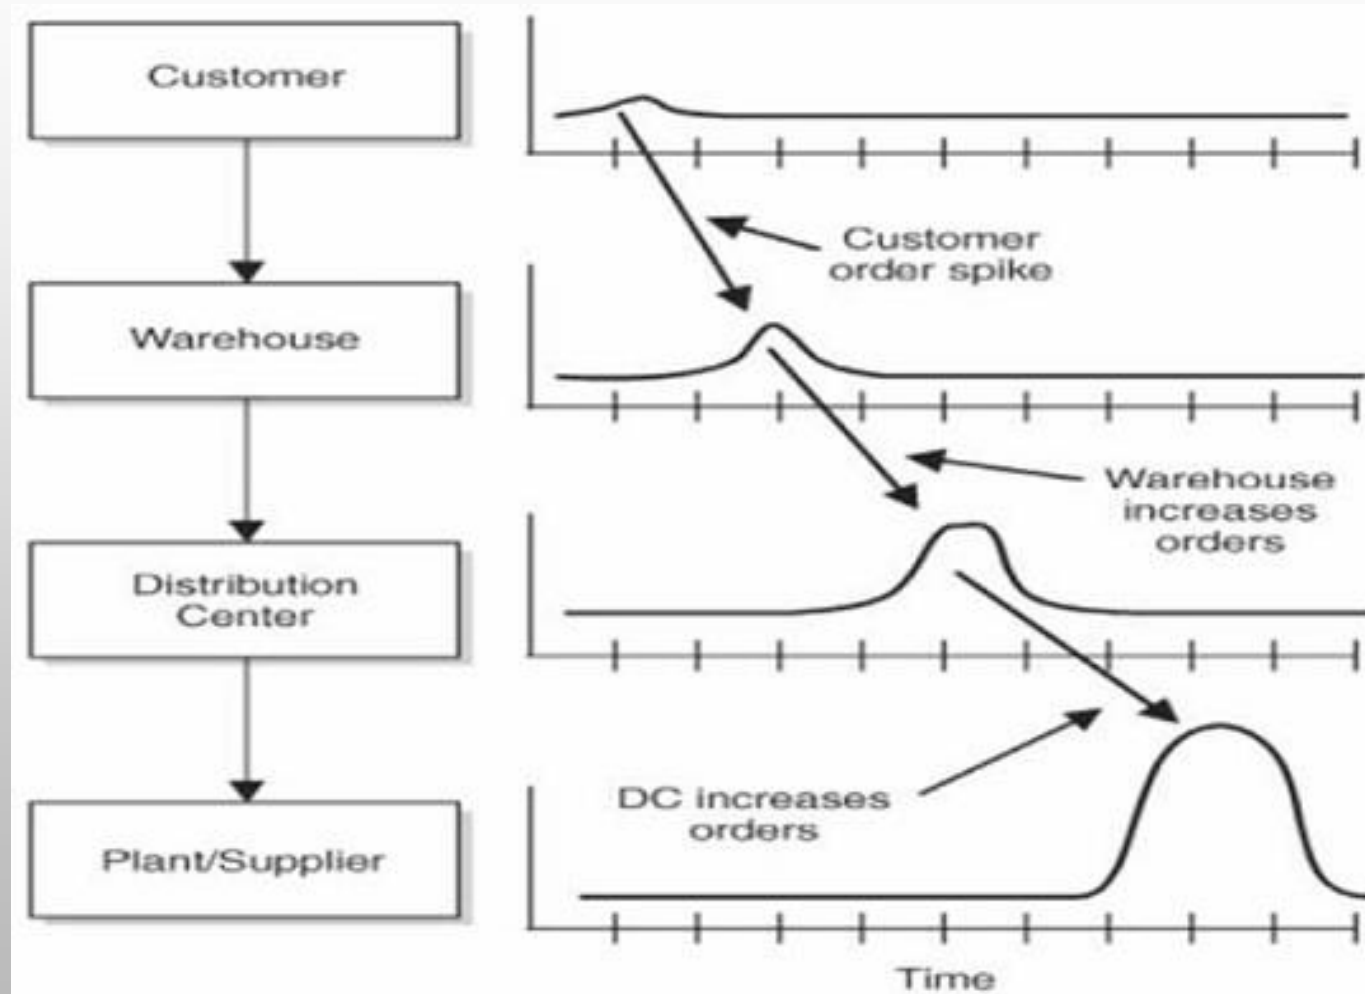 Customer
Customer
order spike
Warehouse
Warehouse
increases
orders
Distribution
Center
DC increases
orders
Plant/Supplier
Time